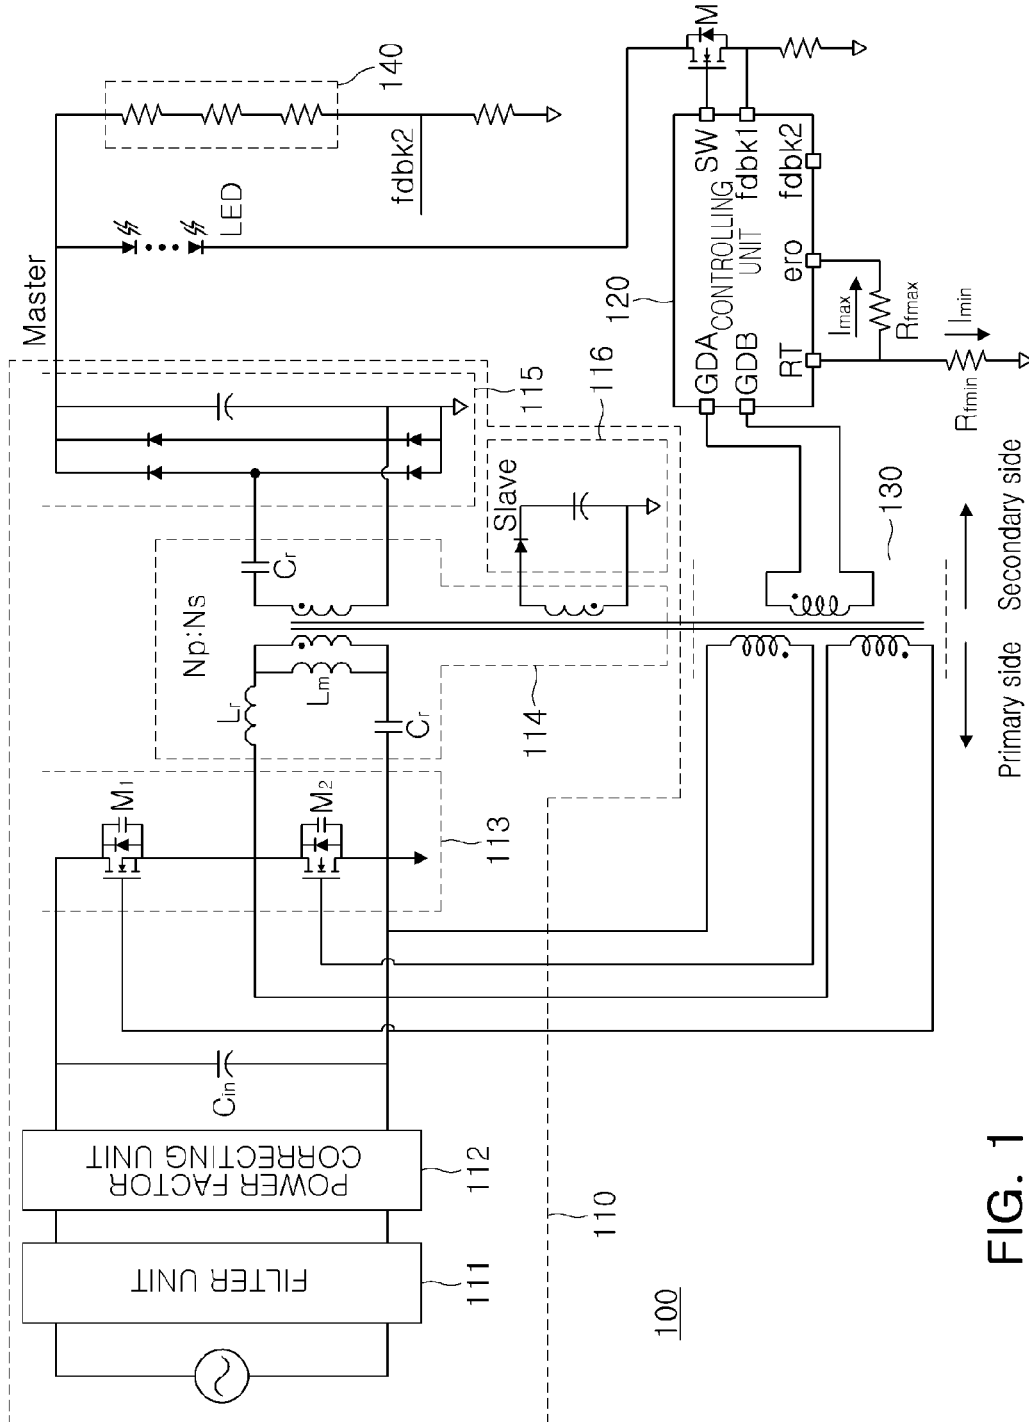 Master
140
fdbk2
LED
M
SW
fdbk1
fdbk2
CONTROLLING
UNIT
120
GDA
GDB
RT
ero
Imax
Rfmax
Imin
Rfmin
115
116
Slave
Cr
Np:Ns
Lr
Lm
Cr
114
130
Secondary side
Primary side
M1
M2
113
Cin
POWER FACTOR
CORRECTING UNIT
112
FILTER UNIT
111
110
100
FIG. 1